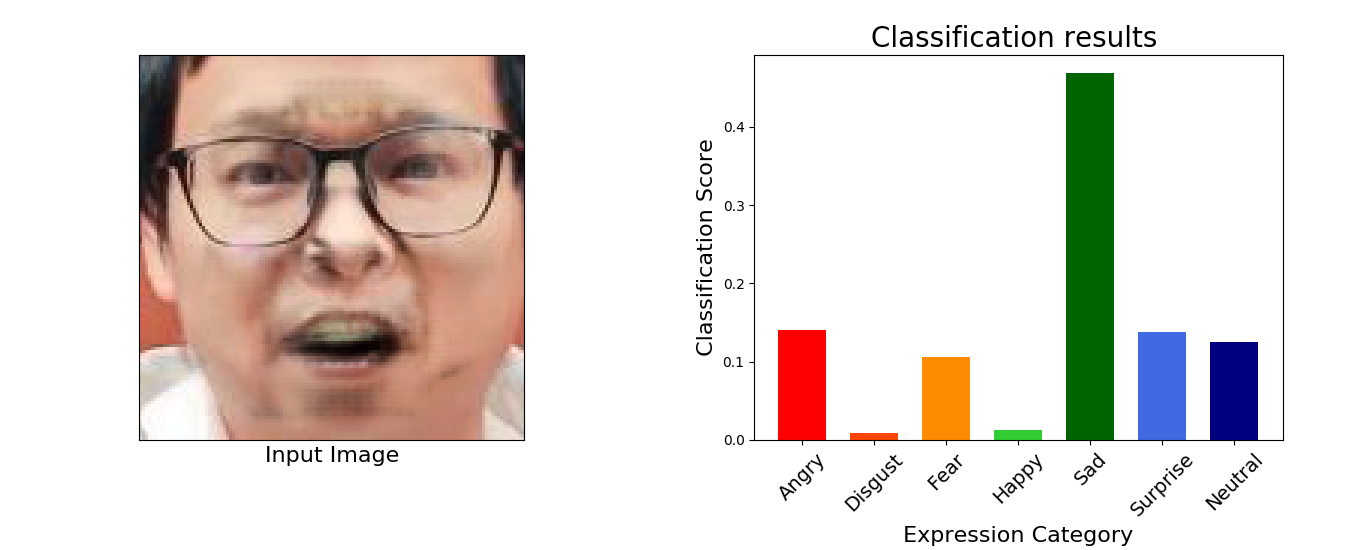 Input Image
Classification results
Classification Score
0.4
0.3
0.2
0.1
0.0
Angry
Disgust
Fear
Happy
Sad
Surprise
Neutral
Expression Category